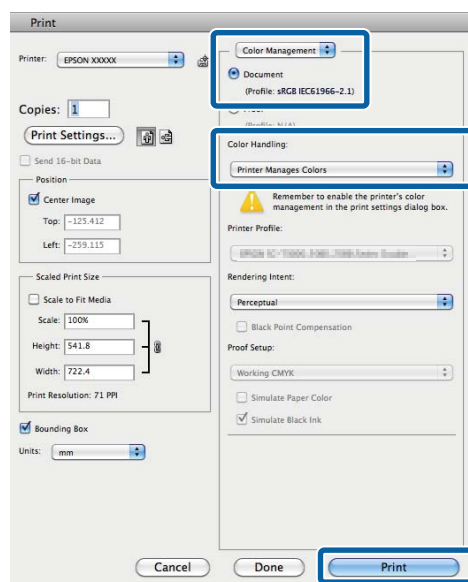 Print
Printer: EPSON XXXXX
Copies: 1
Print Settings...
Send 16-bit Data
Position
Center Image
Top: -125.412
Left: -259.115
Scaled Print Size
Scale to Fit Media
Scale: 100%
Height: 541.8
Width: 722.4
Print Resolution: 71 PPI
Bounding Box
Units: mm
Color Management
Document
(Profile: sRGB IEC61966-2.1)
(Profile: N/A)
Color Handling:
Printer Manages Colors
Remember to enable the printer's color
management in the print settings dialog box.
Printer Profile:
Rendering Intent:
Perceptual
Black Point Compensation
Proof Setup:
Working CMYK
Simulate Paper Color
Simulate Black Ink
Cancel
Done
Print